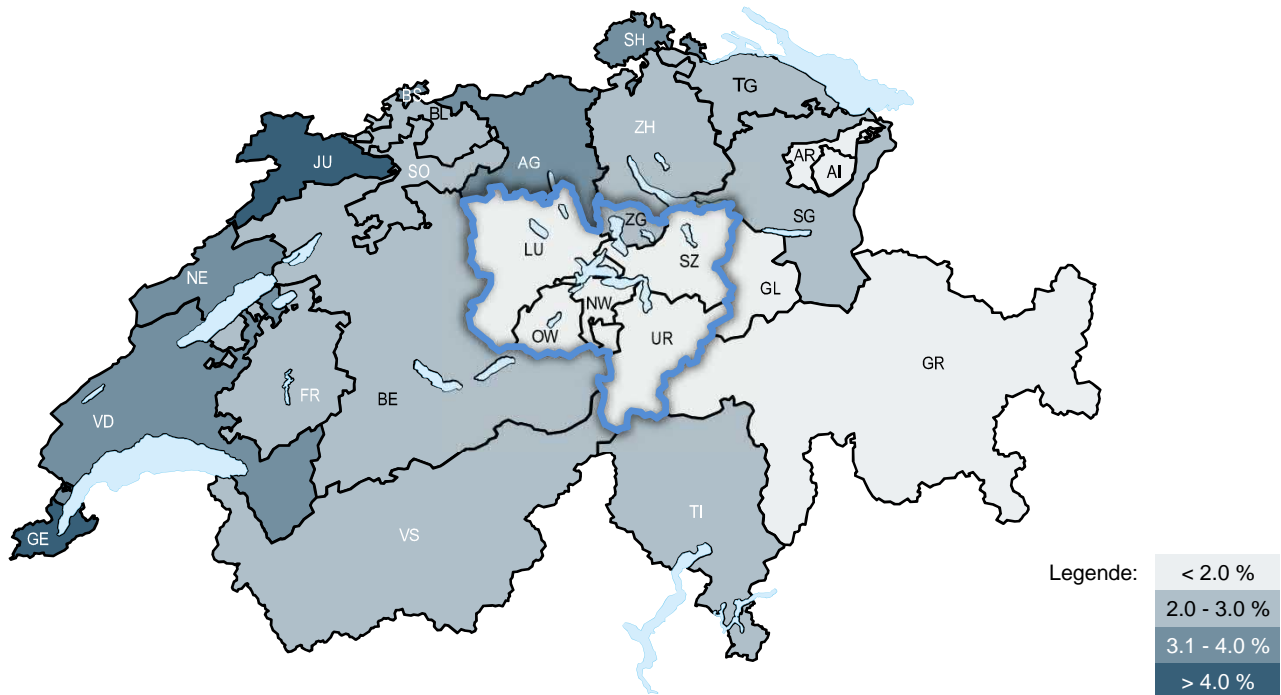 SH
TG
BS
BL
ZH
JU
SO
AG
AR
AI
SG
ZG
LU
SZ
NE
GL
NW
OW
UR
GR
FR
BE
VD
TI
VS
GE
Legende:
< 2.0 %
2.0 - 3.0 %
3.1 - 4.0 %
> 4.0 %